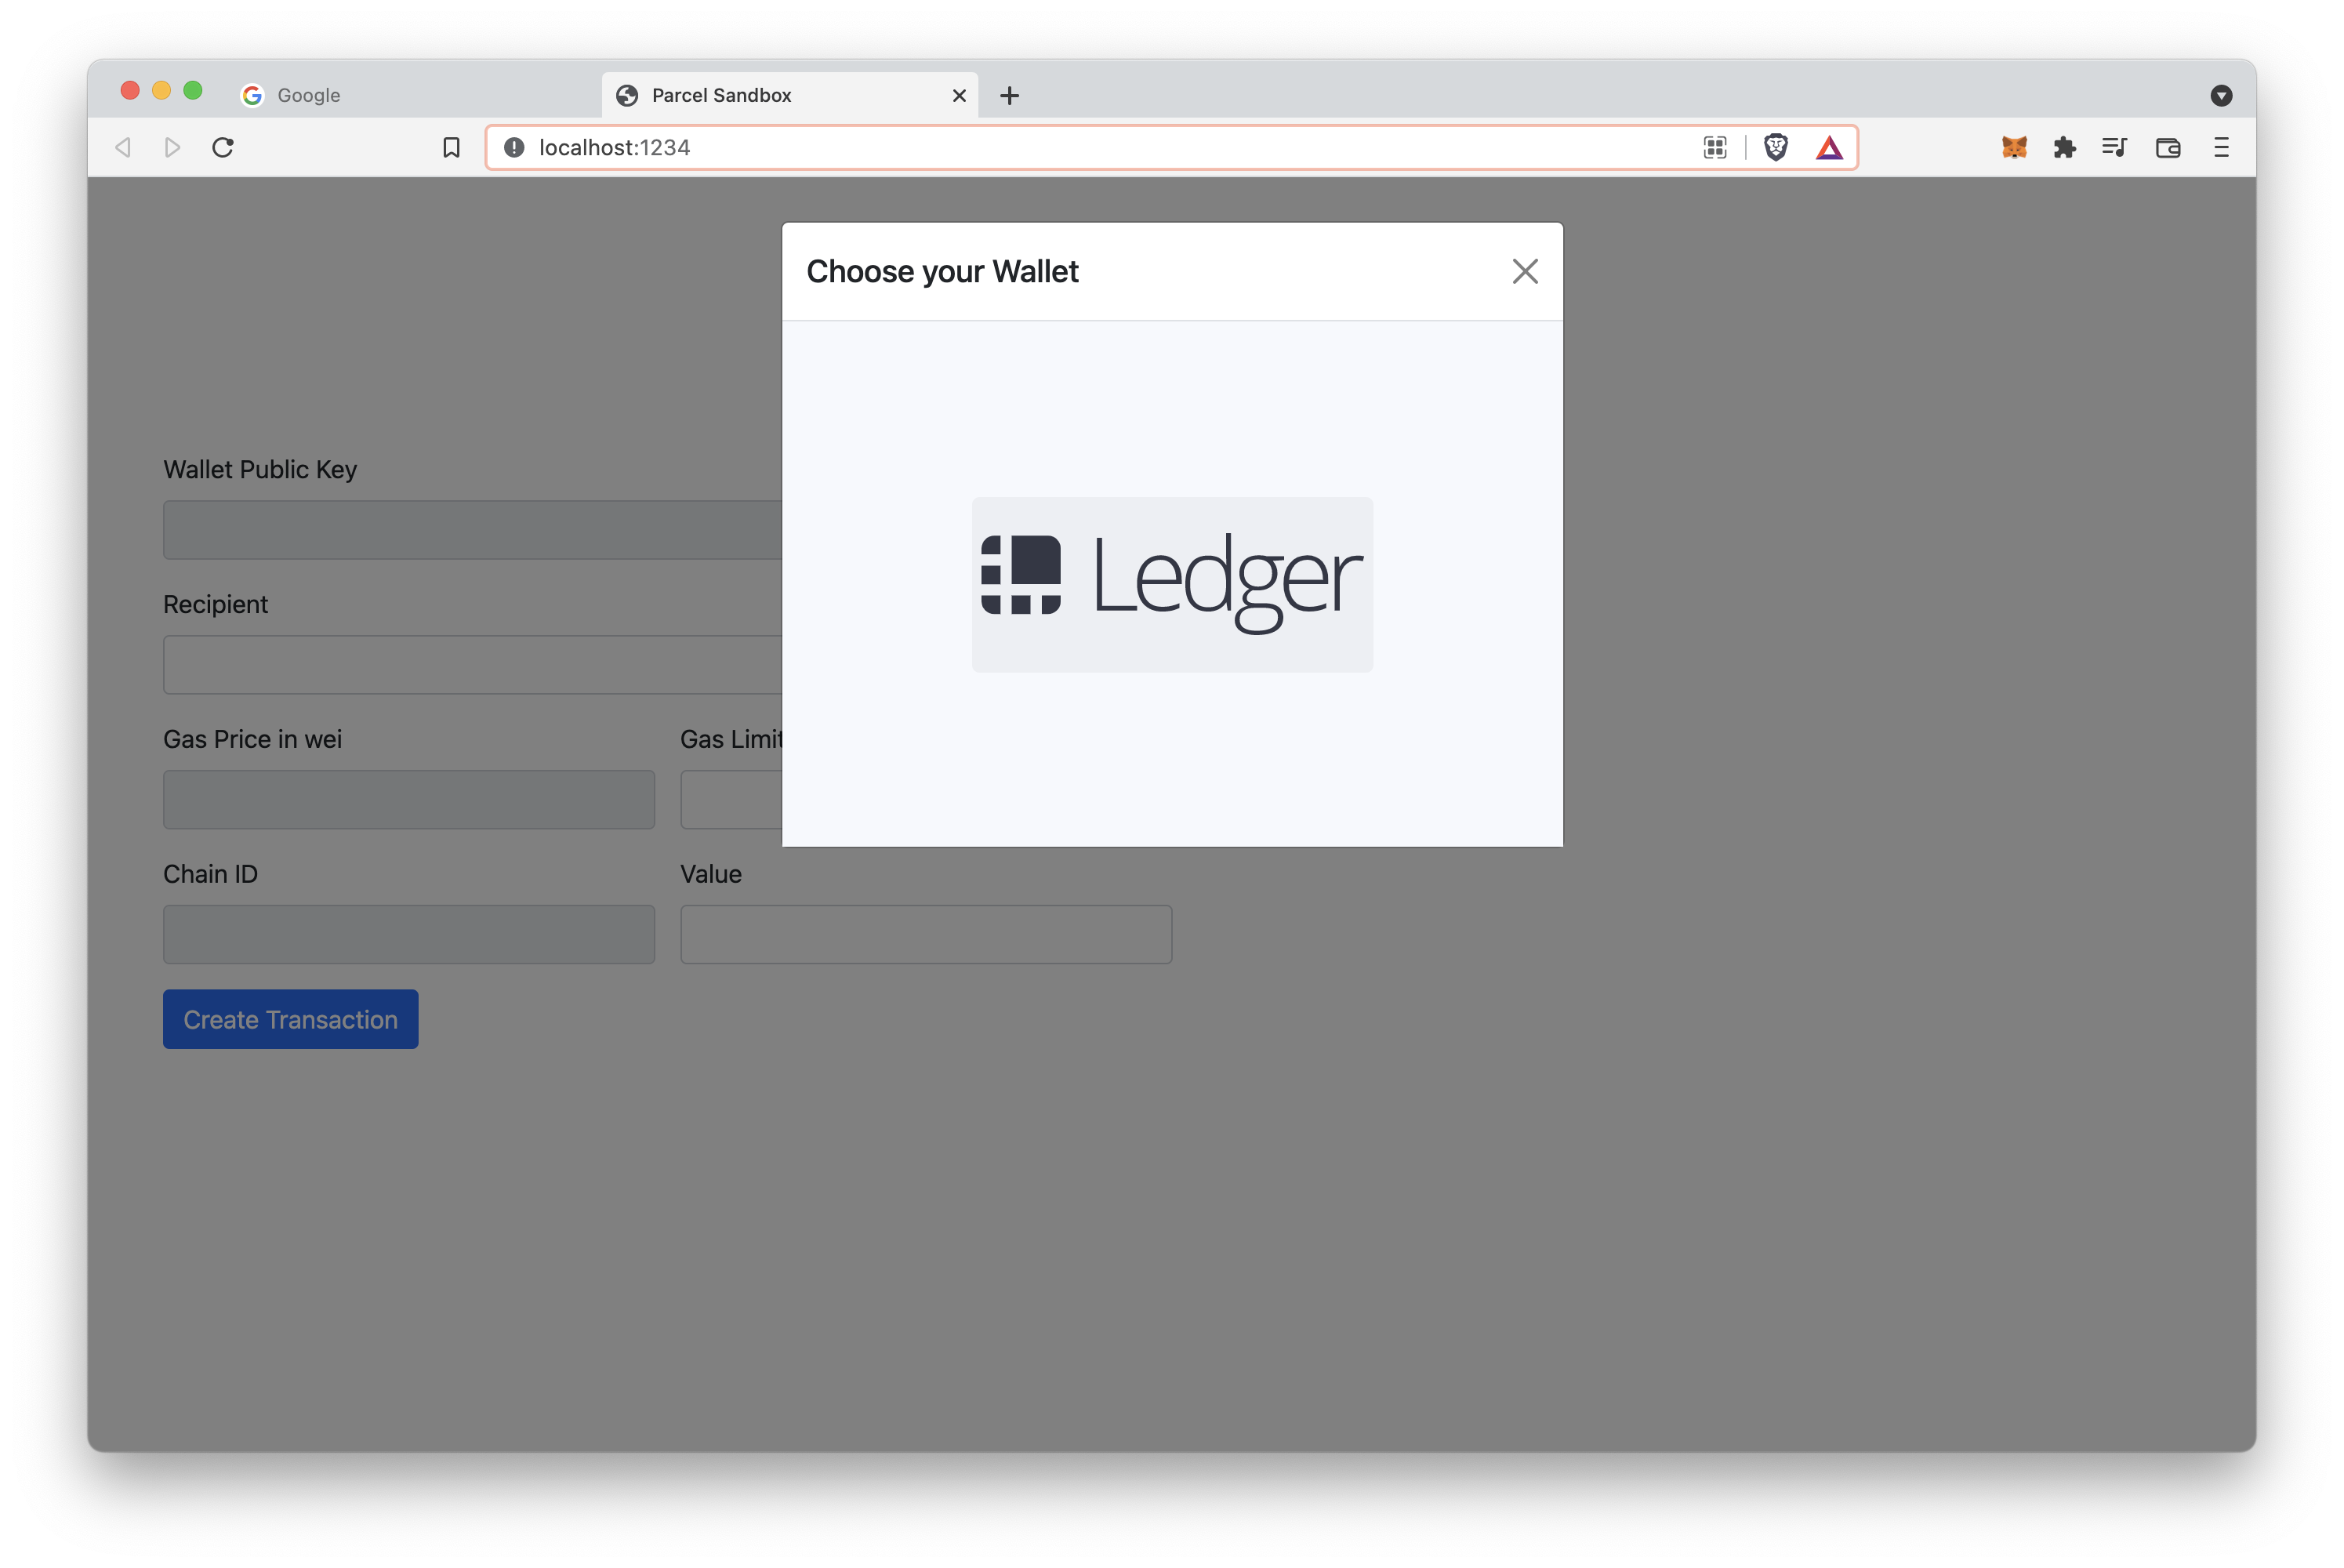 Google
Parcel Sandbox
localhost:1234
Choose your Wallet
Ledger
Wallet Public Key
Recipient
Gas Price in wei
Gas Limit
Chain ID
Value
Create Transaction